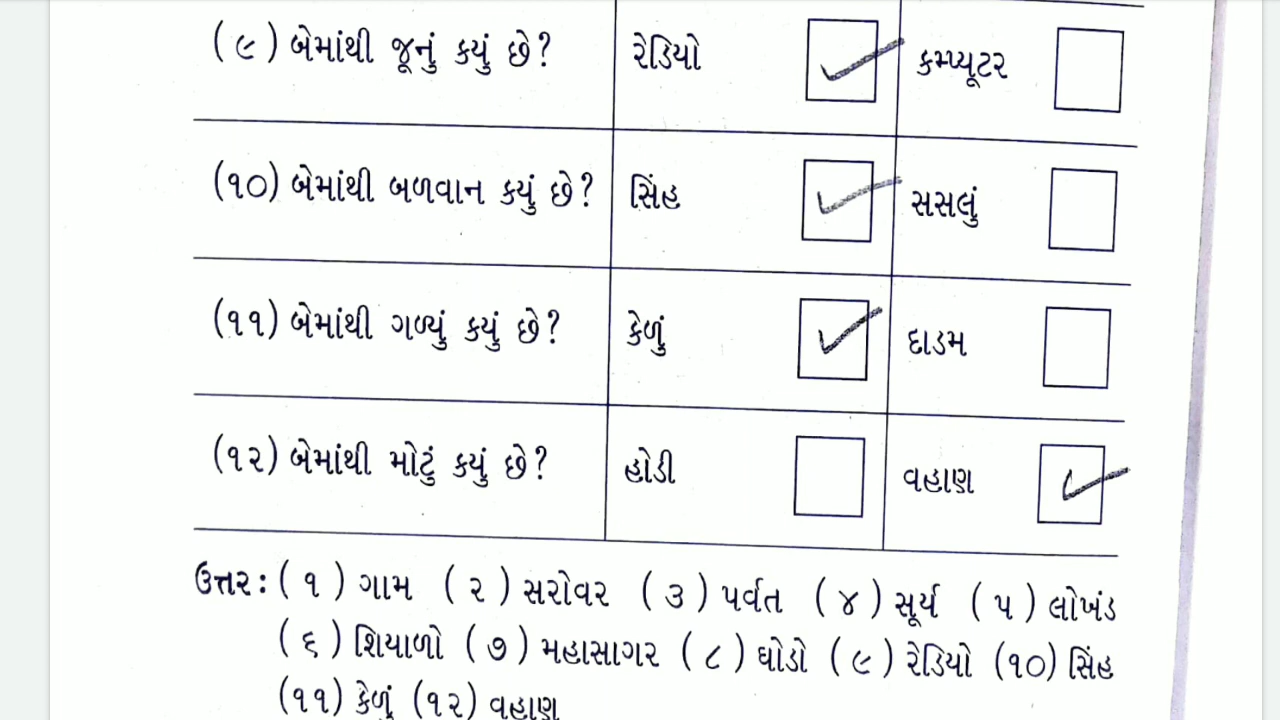 (૯) બેમાંથી જૂનું કયું છે? રેડિયો કમ્પ્યૂટર
(૧૦) બેમાંથી બળવાન કયું છે? સિંહ સસલું
(૧૧) બેમાંથી ગળ્યું કયું છે? કેળું દાડમ
(૧૨) બેમાંથી મોટું કયું છે? હોડી વહાણ
ઉત્તર: (૧) ગામ (૨) સરોવર (૩) પર્વત (૪) સૂર્ય (૫) લોખંડ
(૬) શિયાળો (૭) મહાસાગર (૮) ઘોડો (૯) રેડિયો (૧૦) સિંહ
(૧૧) કેળું (૧૨) વહાણ